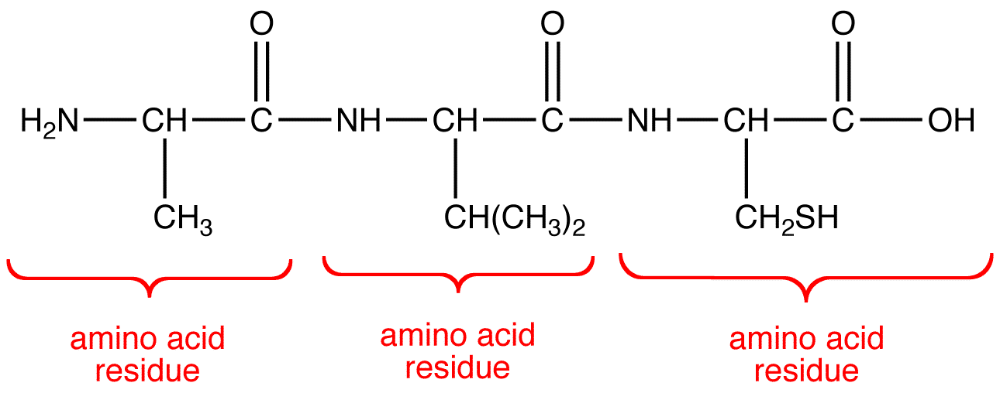 O O O
H₂N CH C NH CH C NH CH C OH
CH₃ CH(CH₃)₂ CH₂SH
amino acid residue
amino acid residue
amino acid residue